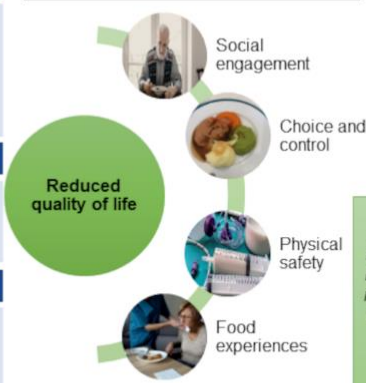 Social
engagement
Choice and
control
Reduced
quality of life
Physical
safety
Food
experiences